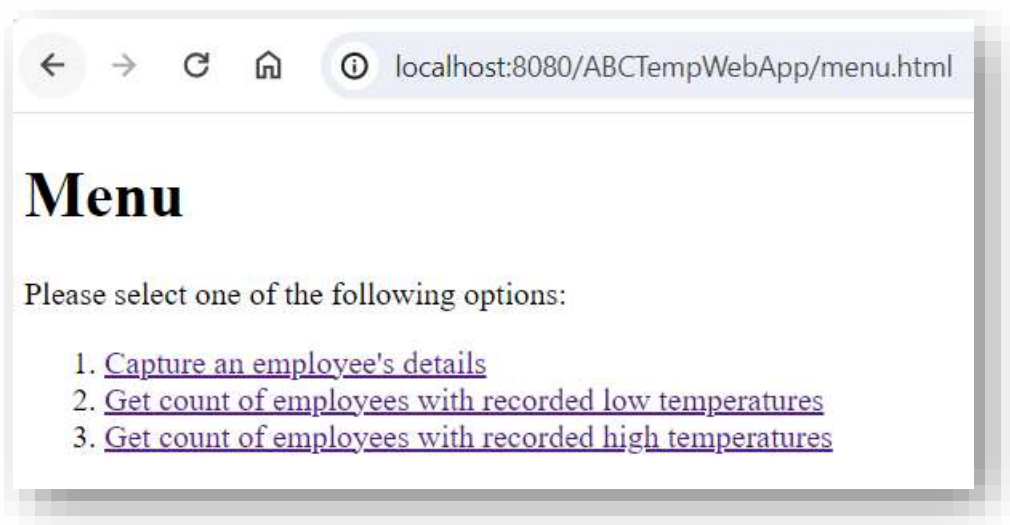 localhost:8080/ABCTempWebApp/menu.html
Menu
Please select one of the following options:
1. Capture an employee's details
2. Get count of employees with recorded low temperatures
3. Get count of employees with recorded high temperatures